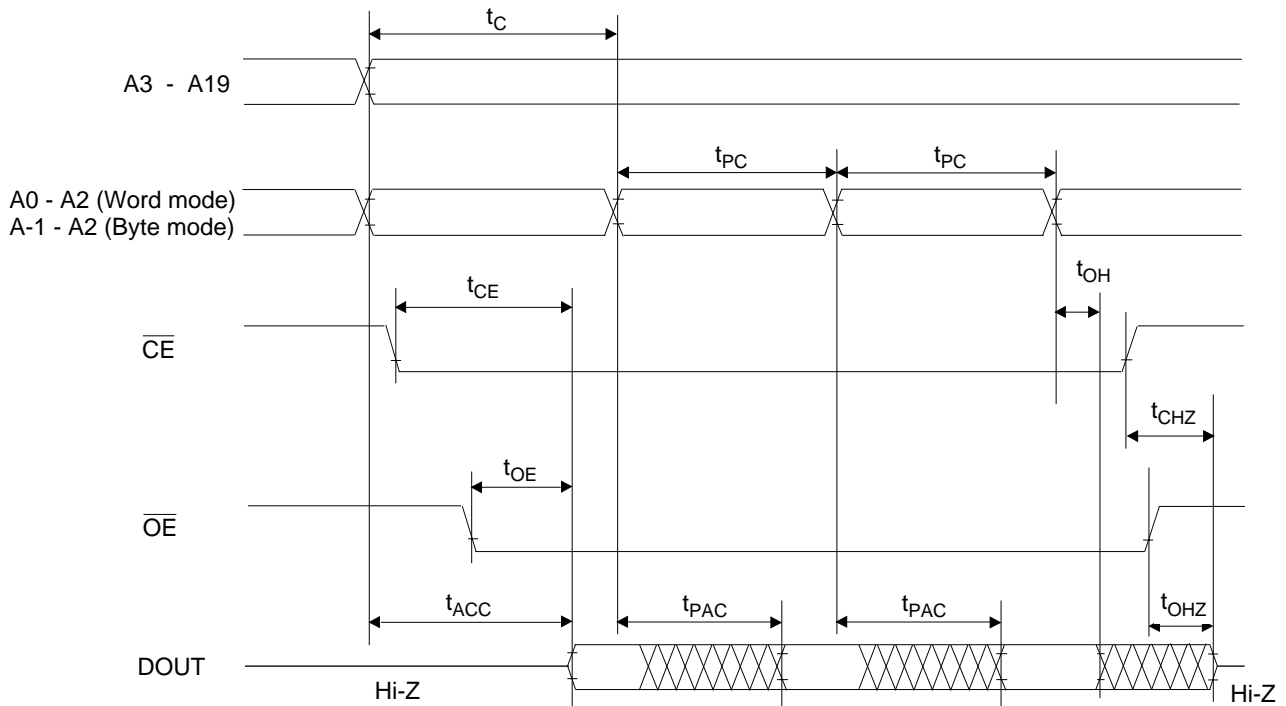 tC
A3 - A19
tPC
tPC
A0 - A2 (Word mode)
A-1 - A2 (Byte mode)
tOH
tCE
CE
tCHZ
tOE
OE
tACC
tPAC
tPAC
tOHZ
DOUT
Hi-Z
Hi-Z